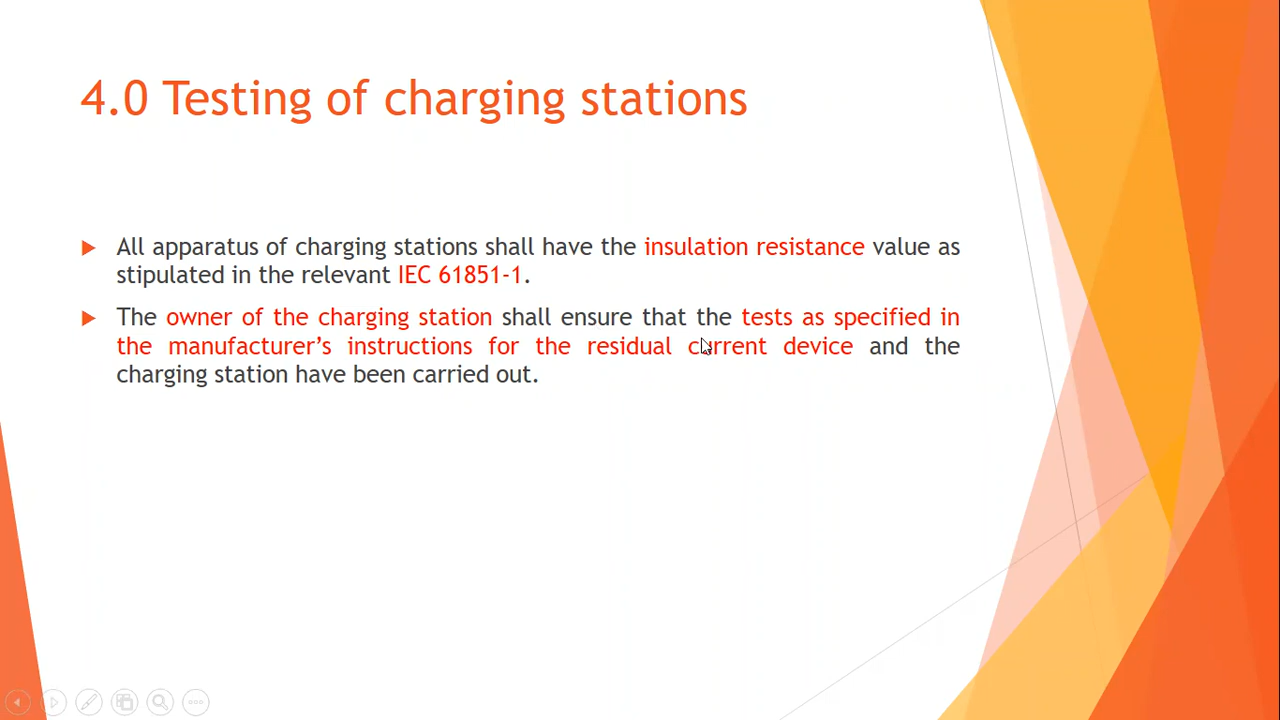 4.0 Testing of charging stations
All apparatus of charging stations shall have the insulation resistance value as
stipulated in the relevant IEC 61851-1.
The owner of the charging station shall ensure that the tests as specified in
the manufacturer’s instructions for the residual current device and the
charging station have been carried out.